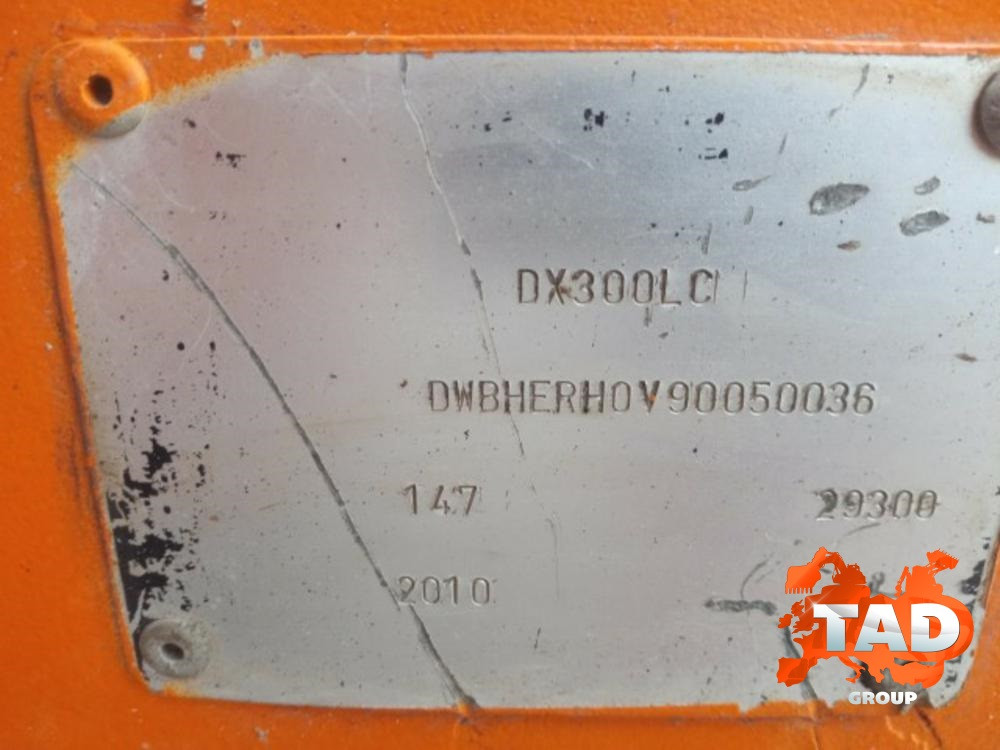 DX300LC
DWBHERH0V90050036
147 29300
2010
TAD
GROUP